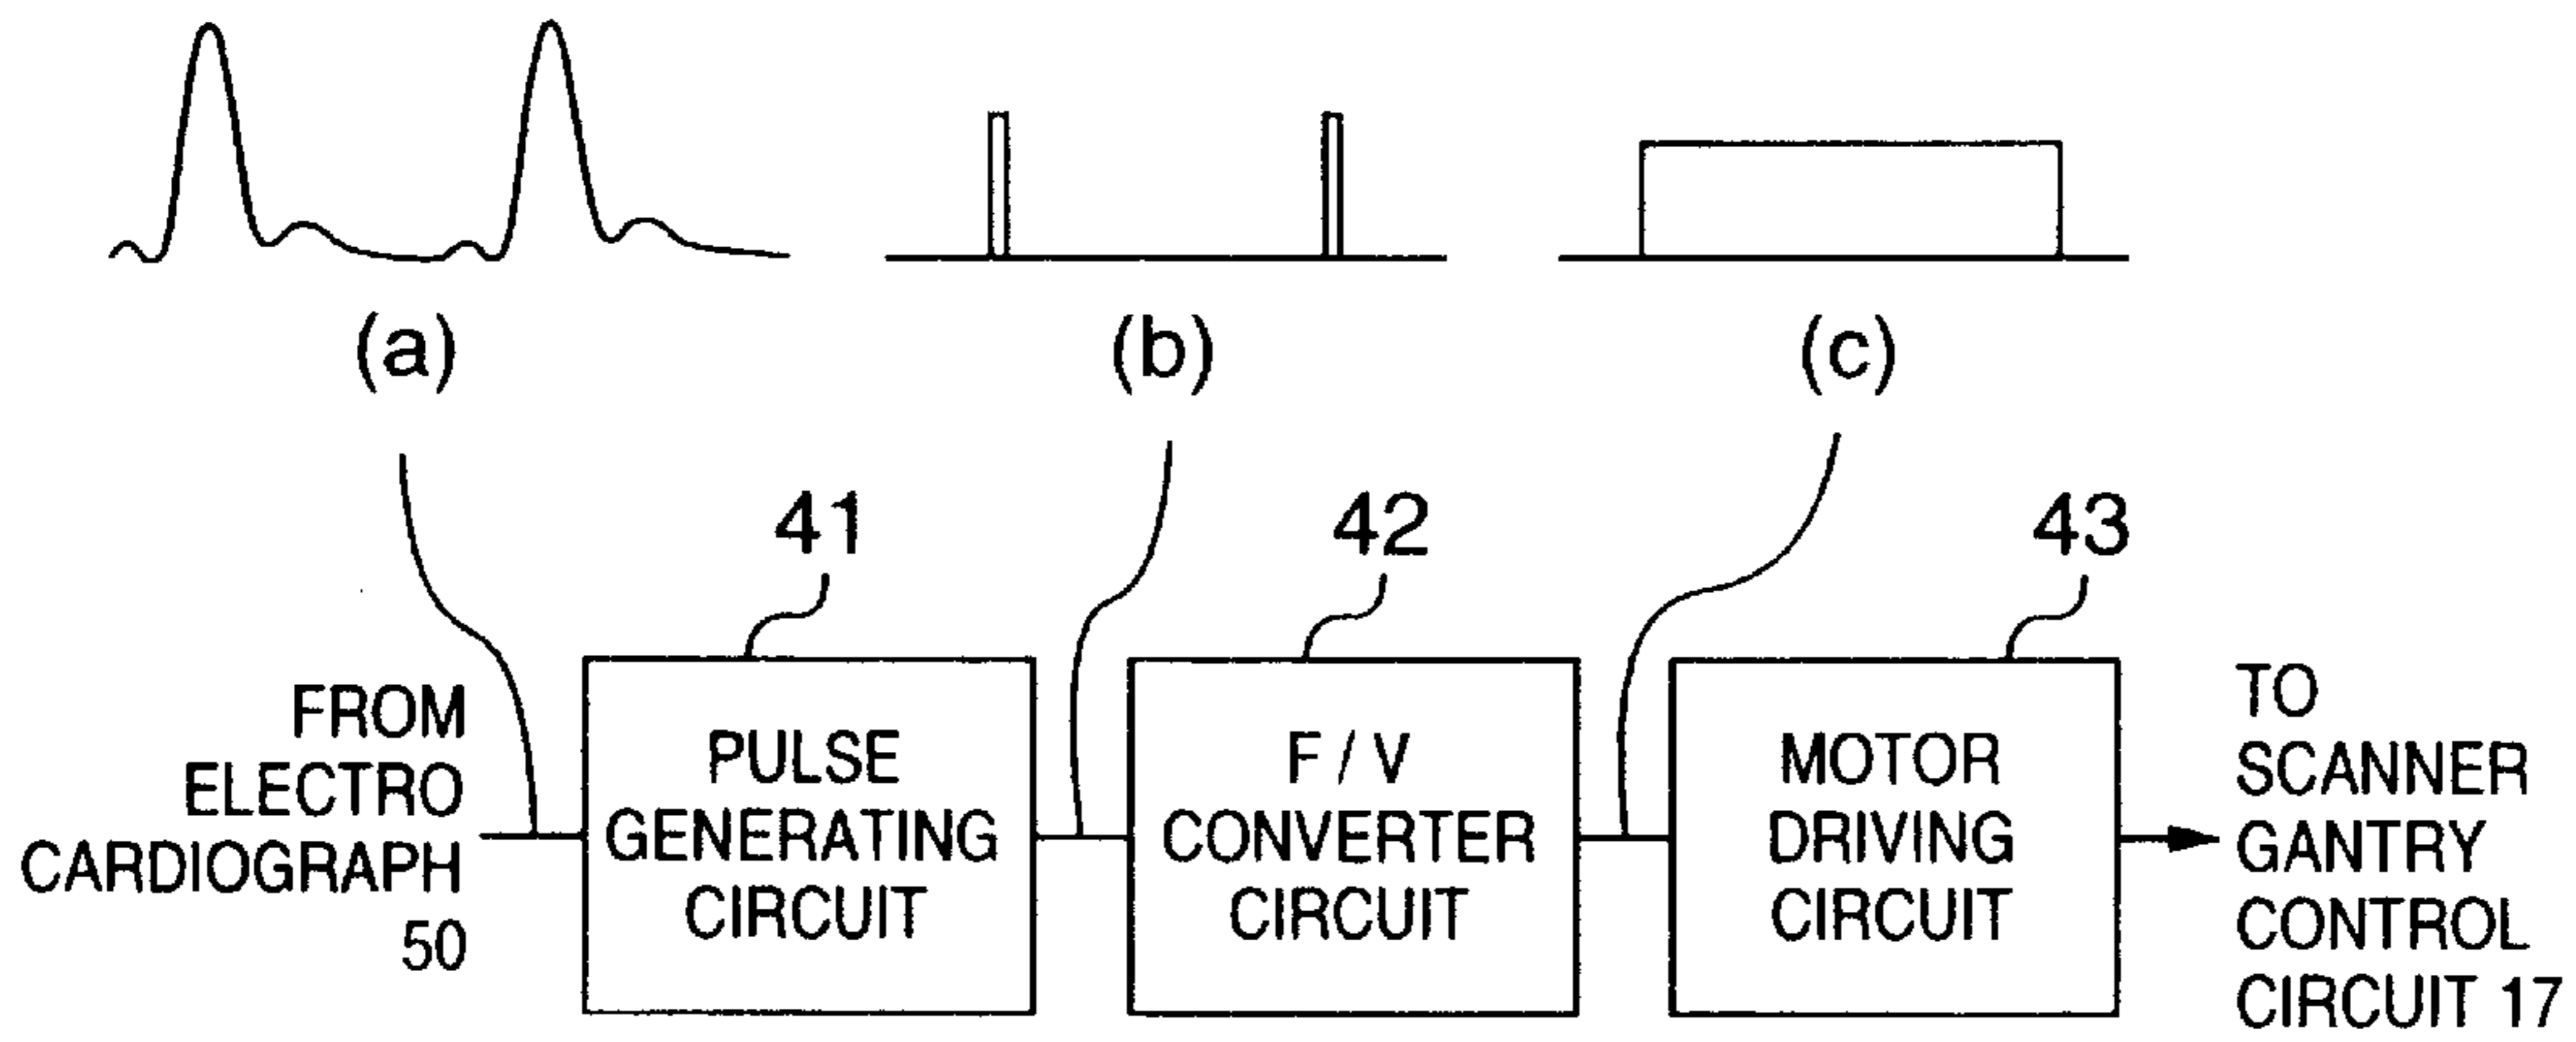 (a)
(b)
(c)
41
42
43
FROM
ELECTRO
CARDIOGRAPH
50
PULSE
GENERATING
CIRCUIT
F / V
CONVERTER
CIRCUIT
MOTOR
DRIVING
CIRCUIT
TO
SCANNER
GANTRY
CONTROL
CIRCUIT 17